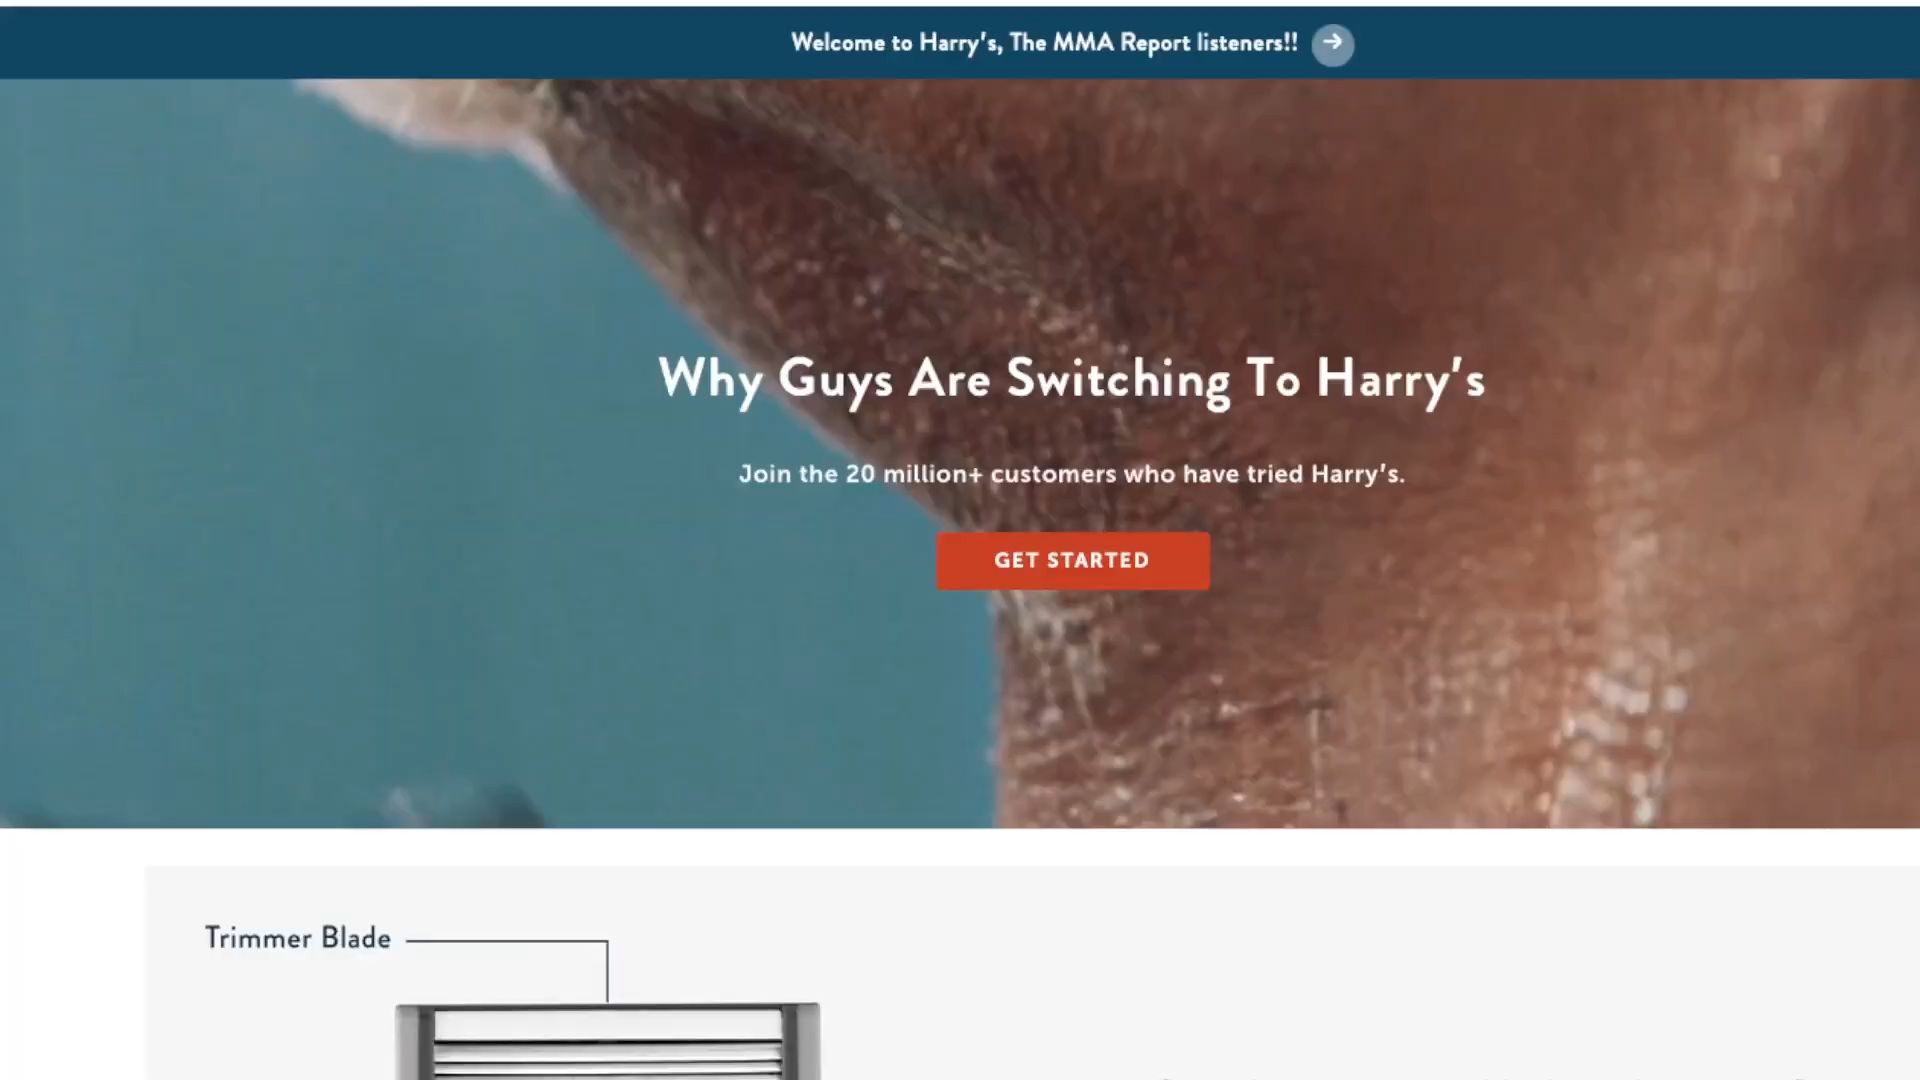 Welcome to Harry's, The MMA Report listeners!!
Why Guys Are Switching To Harry's
Join the 20 million+ customers who have tried Harry's.
GET STARTED
Trimmer Blade